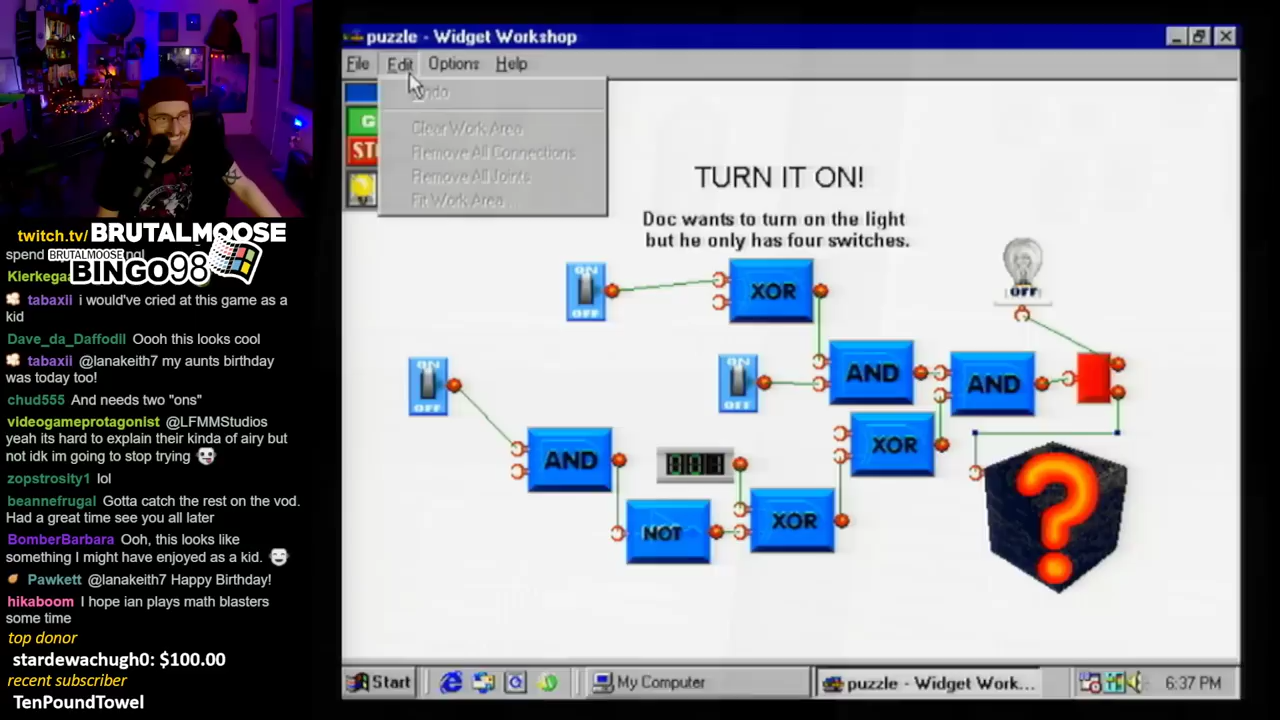 puzzle - Widget Workshop
File Edit Options Help
Undo
Clear Work Area
Remove All Connections
Remove All Joints
Fit Work Area...
G
ST
TURN IT ON!
Doc wants to turn on the light
but he only has four switches.
ON
OFF
XOR
OFF
ON
OFF
ON
OFF
AND
AND
AND
XOR
NOT
XOR
?
twitch.tv/BRUTALMOOSE
BRUTALMOOSE
BINGO98
spend
Kierkega
tabaxii i would've cried at this game as a
kid
Dave_da_Daffodil Oooh this looks cool
tabaxii @lanakeith7 my aunts birthday
was today too!
chud555 And needs two "ons"
videogameprotagonist @LFMMStudios
yeah its hard to explain their kinda of airy but
not idk im going to stop trying
zopstrosity1 lol
beannefrugal Gotta catch the rest on the vod.
Had a great time see you all later
BomberBarbara Ooh, this looks like
something I might have enjoyed as a kid.
Pawkett @lanakeith7 Happy Birthday!
hikaboom I hope ian plays math blasters
some time
top donor
stardewachugh0: $100.00
recent subscriber
TenPoundTowel
Start My Computer puzzle - Widget Work... 6:37 PM